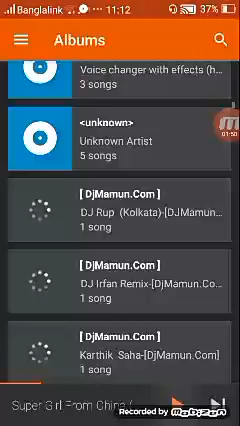 Banglalink 11:12 37%
Albums
Voice changer with effects (h...
3 songs
<unknown>
Unknown Artist
5 songs
01:50
[ DjMamun.Com ]
DJ Rup (Kolkata)-[DJMamun...
1 song
[ DjMamun.Com ]
DJ Irfan Remix-[DjMamun.Co...
1 song
[ DjMamun.Com ]
Karthik Saha-[DjMamun.Com]
1 song
Super Girl From China /
Recorded by Mobizen